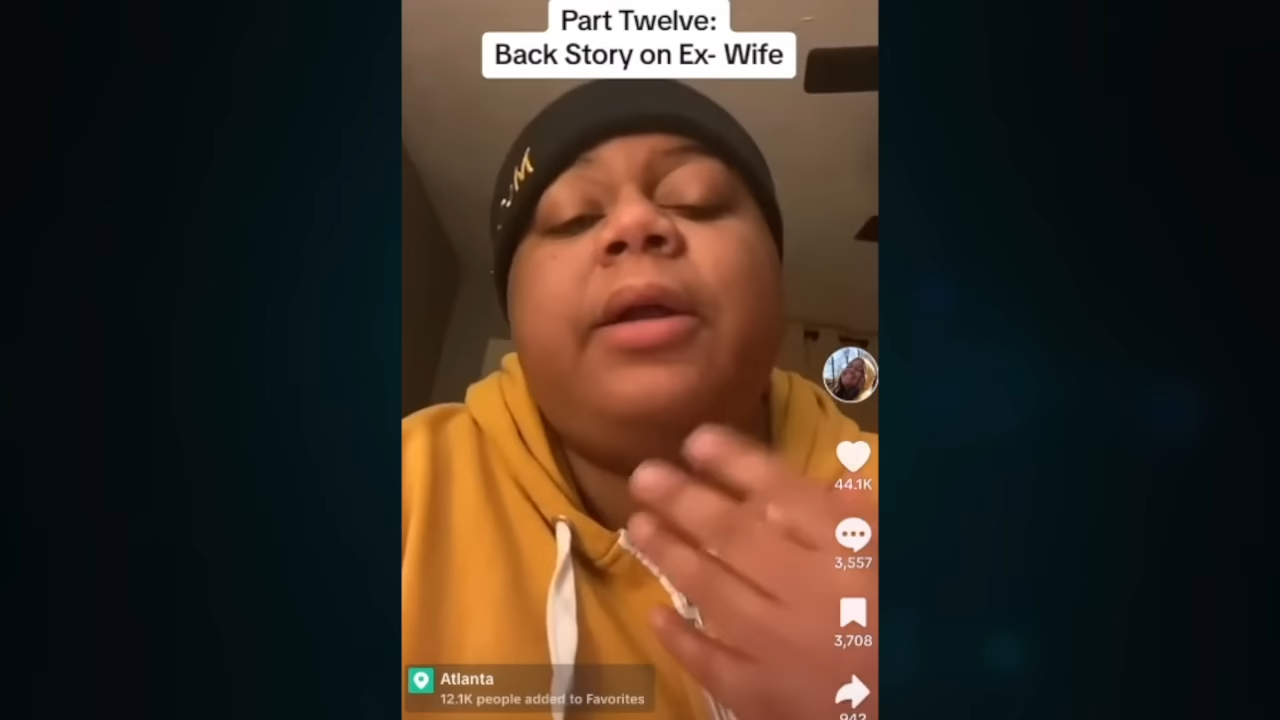 Part Twelve:
Back Story on Ex- Wife
M
44.1K
3,557
3,708
942
Atlanta
12.1K people added to Favorites